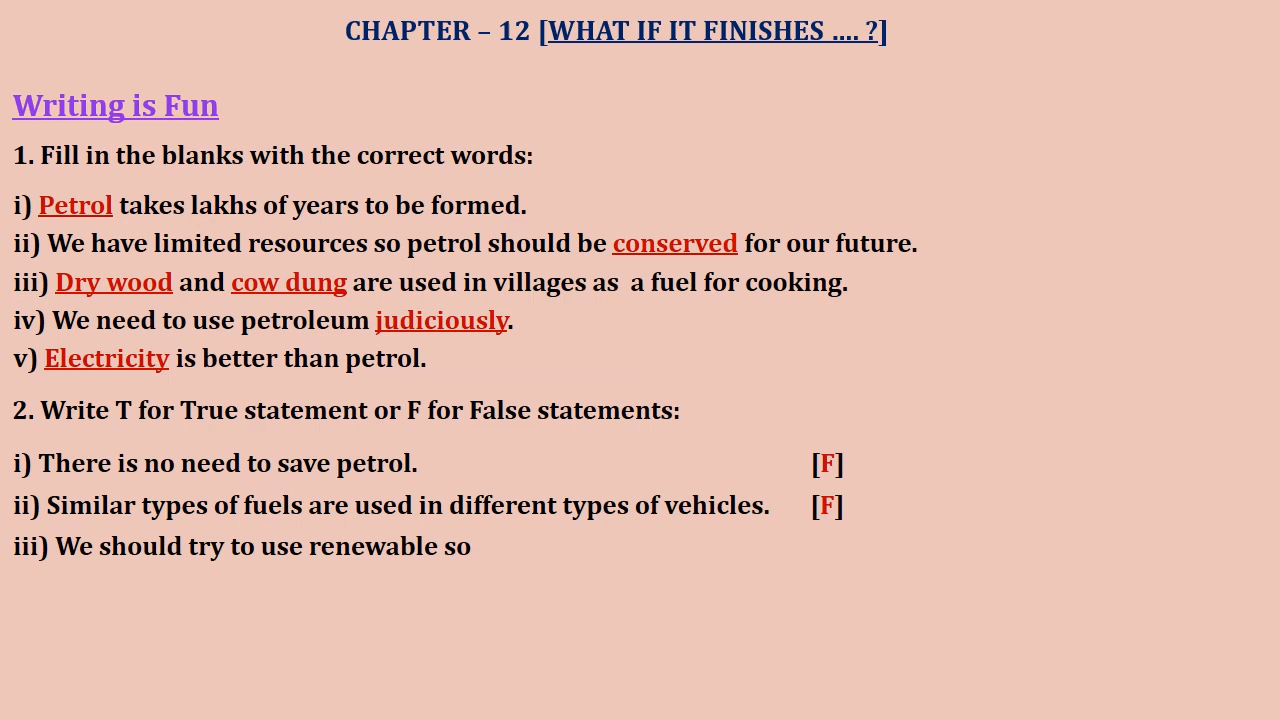 CHAPTER – 12 [WHAT IF IT FINISHES .... ?]
Writing is Fun
1. Fill in the blanks with the correct words:
i) Petrol takes lakhs of years to be formed.
ii) We have limited resources so petrol should be conserved for our future.
iii) Dry wood and cow dung are used in villages as  a fuel for cooking.
iv) We need to use petroleum judiciously.
v) Electricity is better than petrol.
2. Write T for True statement or F for False statements:
i) There is no need to save petrol. [F]
ii) Similar types of fuels are used in different types of vehicles. [F]
iii) We should try to use renewable so